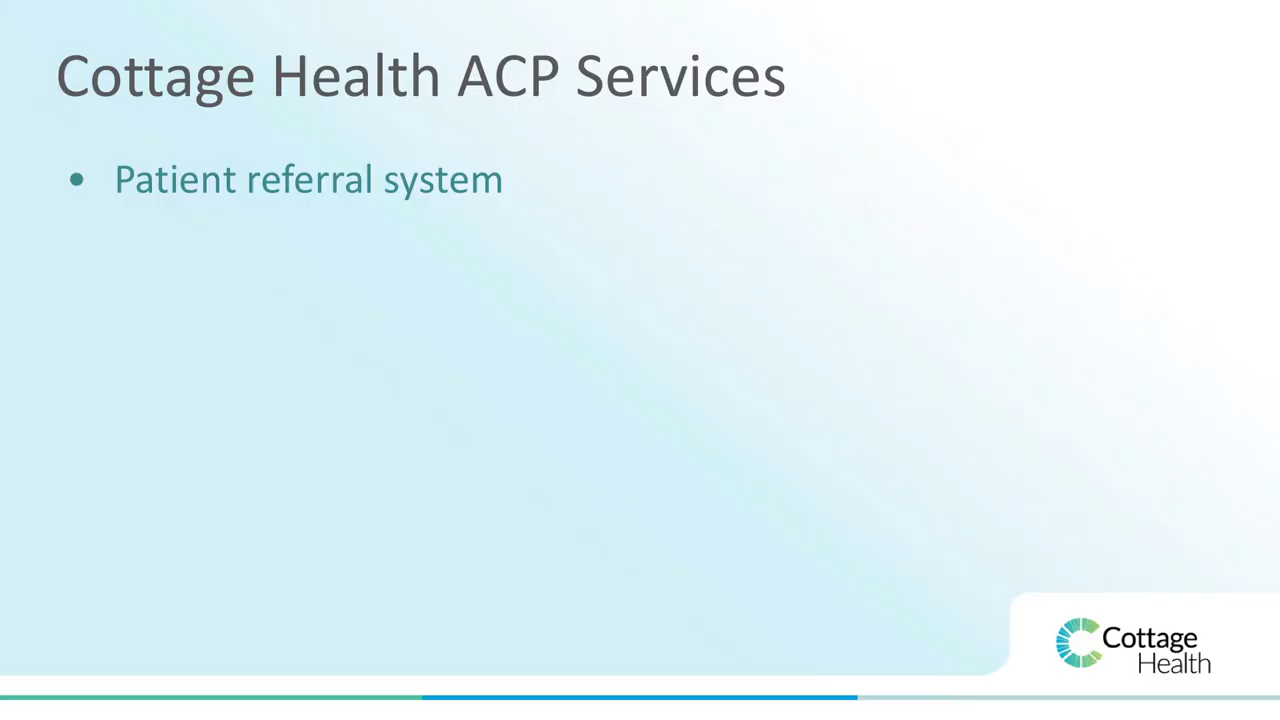 Cottage Health ACP Services
• Patient referral system
Cottage
Health